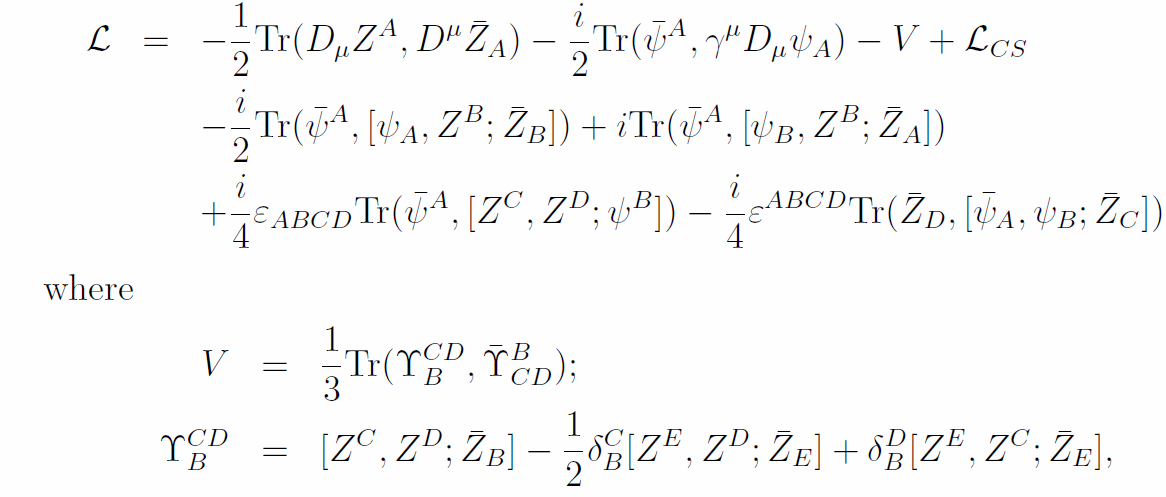 ℒ = −1/2 Tr(D_μ Z^A, D^μ Z̄_A) − i/2 Tr(ψ̄^A, γ^μ D_μ ψ_A) − V + ℒ_CS
−i/2 Tr(ψ̄^A, [ψ_A, Z^B; Z̄_B]) + iTr(ψ̄^A, [ψ_B, Z^B; Z̄_A])
+i/4 ε_ABCD Tr(ψ̄^A, [Z^C, Z^D; ψ^B]) − i/4 ε^ABCD Tr(Z̄_D, [ψ̄_A, ψ_B; Z̄_C])
where
V = 1/3 Tr(Υ^CD_B, Ῡ^B_CD);
Υ^CD_B = [Z^C, Z^D; Z̄_B] − 1/2 δ^C_B [Z^E, Z^D; Z̄_E] + δ^D_B [Z^E, Z^C; Z̄_E],